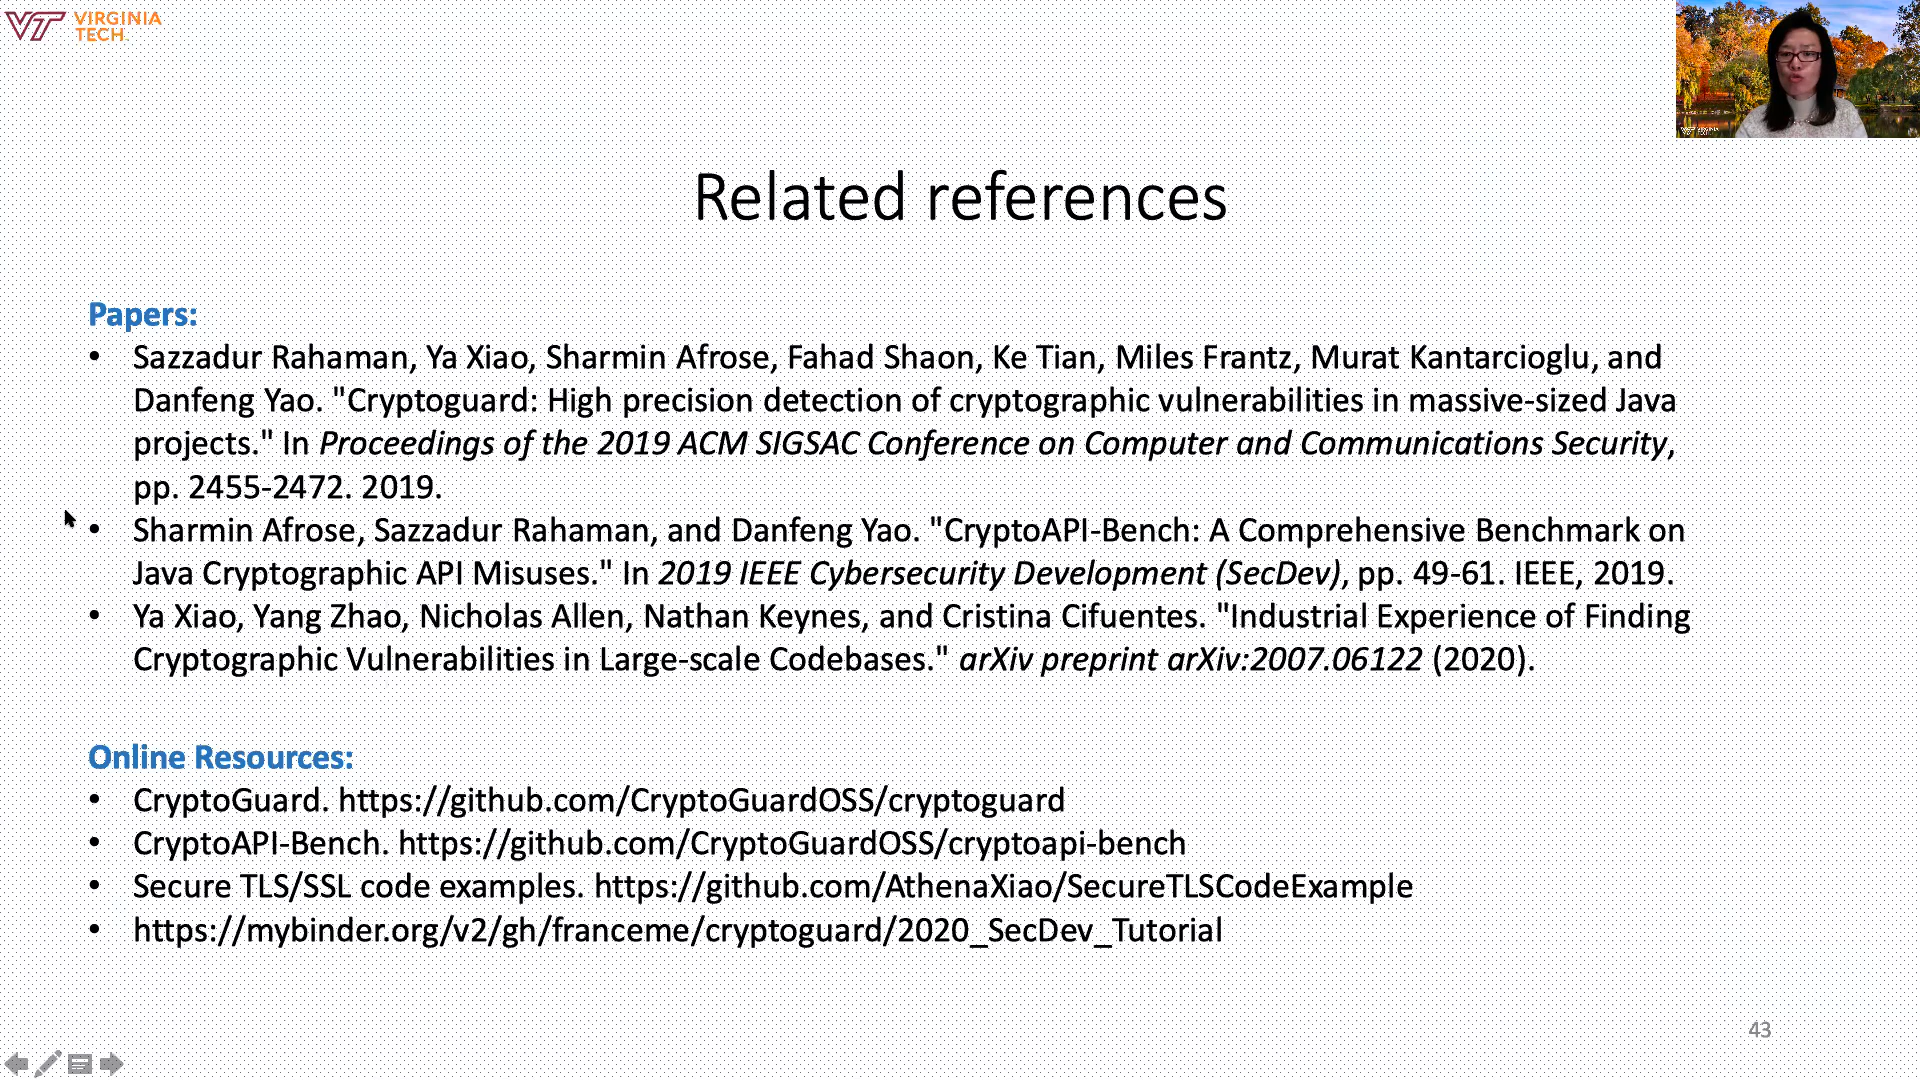 VIRGINIA
TECH
Related references
Papers:
• Sazzadur Rahaman, Ya Xiao, Sharmin Afrose, Fahad Shaon, Ke Tian, Miles Frantz, Murat Kantarcioglu, and
Danfeng Yao. "Cryptoguard: High precision detection of cryptographic vulnerabilities in massive-sized Java
projects." In Proceedings of the 2019 ACM SIGSAC Conference on Computer and Communications Security,
pp. 2455-2472. 2019.
• Sharmin Afrose, Sazzadur Rahaman, and Danfeng Yao. "CryptoAPI-Bench: A Comprehensive Benchmark on
Java Cryptographic API Misuses." In 2019 IEEE Cybersecurity Development (SecDev), pp. 49-61. IEEE, 2019.
• Ya Xiao, Yang Zhao, Nicholas Allen, Nathan Keynes, and Cristina Cifuentes. "Industrial Experience of Finding
Cryptographic Vulnerabilities in Large-scale Codebases." arXiv preprint arXiv:2007.06122 (2020).
Online Resources:
• CryptoGuard. https://github.com/CryptoGuardOSS/cryptoguard
• CryptoAPI-Bench. https://github.com/CryptoGuardOSS/cryptoapi-bench
• Secure TLS/SSL code examples. https://github.com/AthenaXiao/SecureTLSCodeExample
• https://mybinder.org/v2/gh/franceme/cryptoguard/2020_SecDev_Tutorial
43